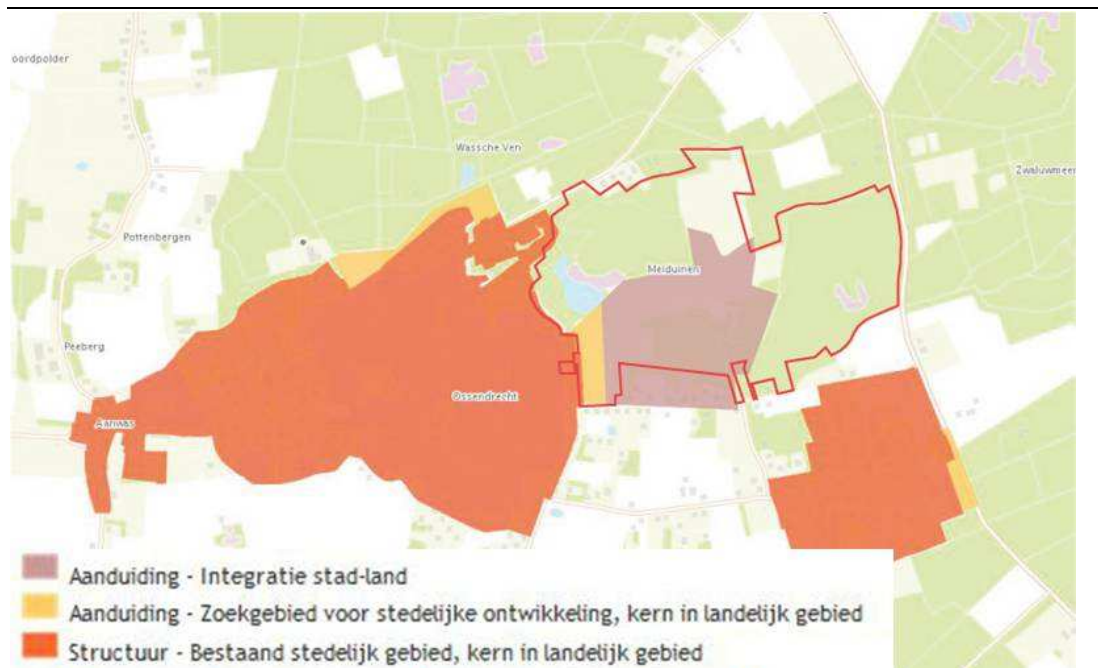 oordpolder
Wassche Ven
Zwaluwmeer
Pottenbergen
Meiduinen
Peeberg
Ossendrecht
Aanwas
Aanduiding - Integratie stad-land
Aanduiding - Zoekgebied voor stedelijke ontwikkeling, kern in landelijk gebied
Structuur - Bestaand stedelijk gebied, kern in landelijk gebied